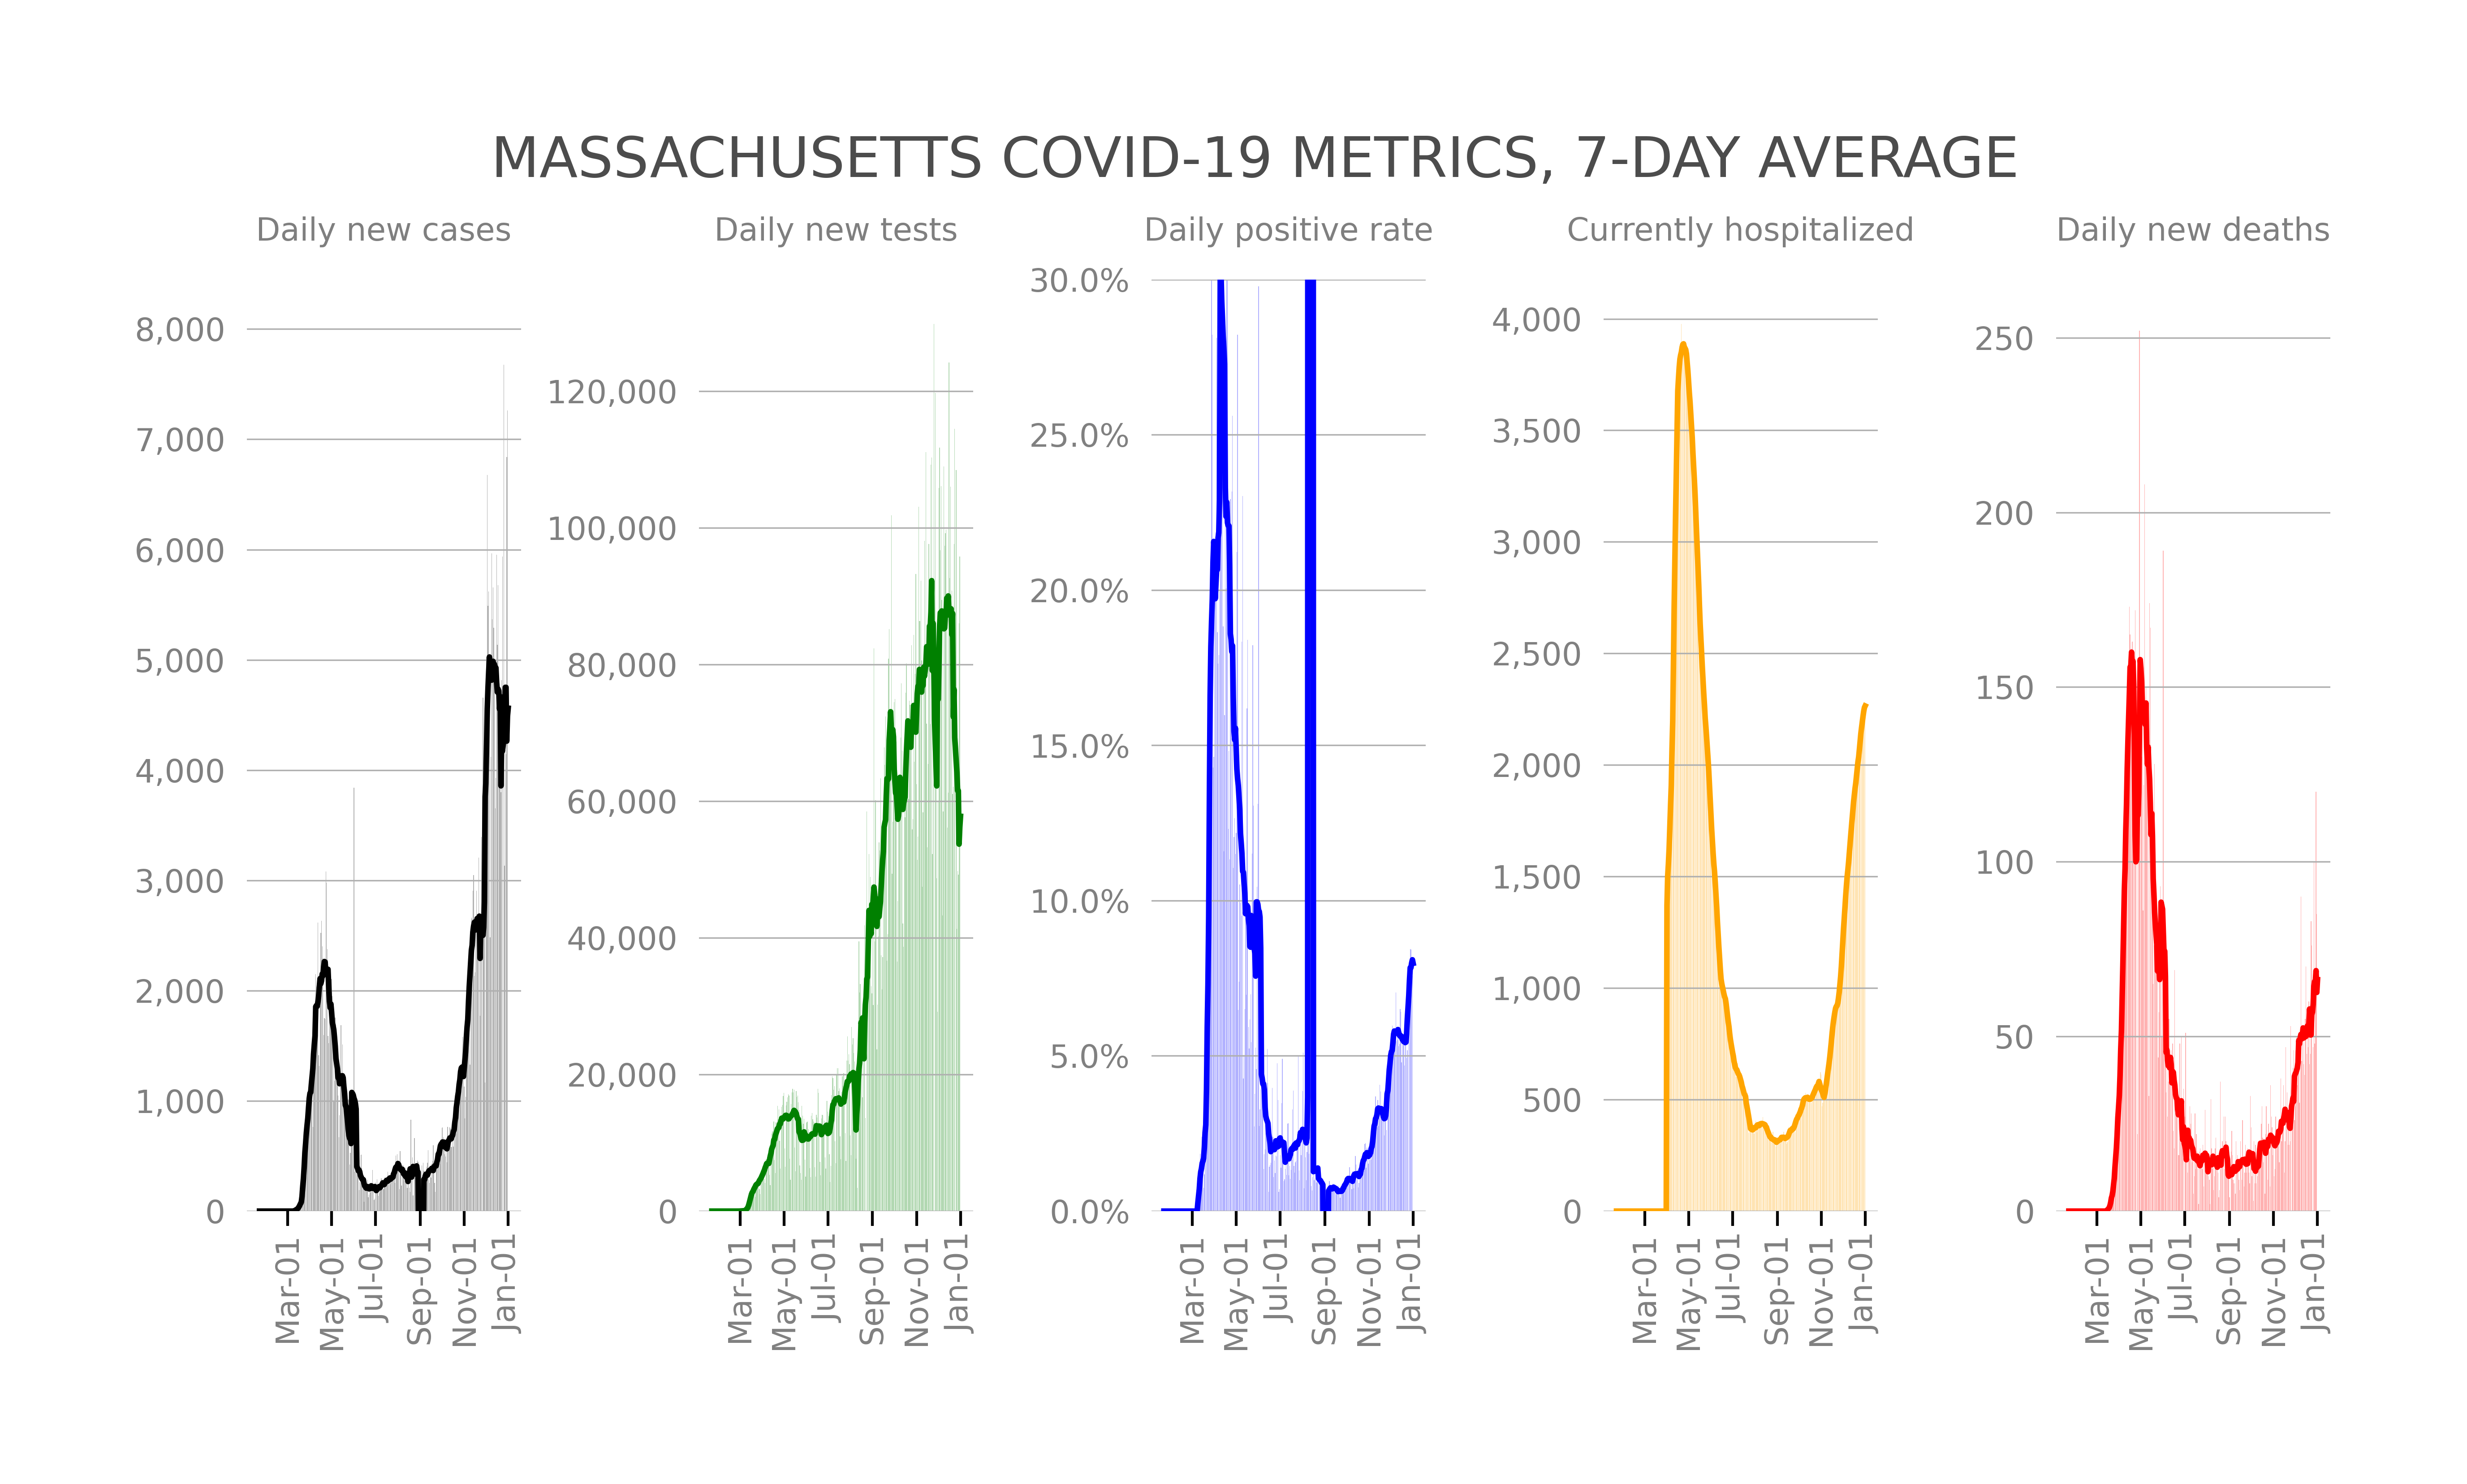 MASSACHUSETTS COVID-19 METRICS, 7-DAY AVERAGE
Daily new cases
8,000
7,000
6,000
5,000
4,000
3,000
2,000
1,000
0
Mar-01
May-01
Jul-01
Sep-01
Nov-01
Jan-01
Daily new tests
120,000
100,000
80,000
60,000
40,000
20,000
0
Mar-01
May-01
Jul-01
Sep-01
Nov-01
Jan-01
Daily positive rate
30.0%
25.0%
20.0%
15.0%
10.0%
5.0%
0.0%
Mar-01
May-01
Jul-01
Sep-01
Nov-01
Jan-01
Currently hospitalized
4,000
3,500
3,000
2,500
2,000
1,500
1,000
500
0
Mar-01
May-01
Jul-01
Sep-01
Nov-01
Jan-01
Daily new deaths
250
200
150
100
50
0
Mar-01
May-01
Jul-01
Sep-01
Nov-01
Jan-01